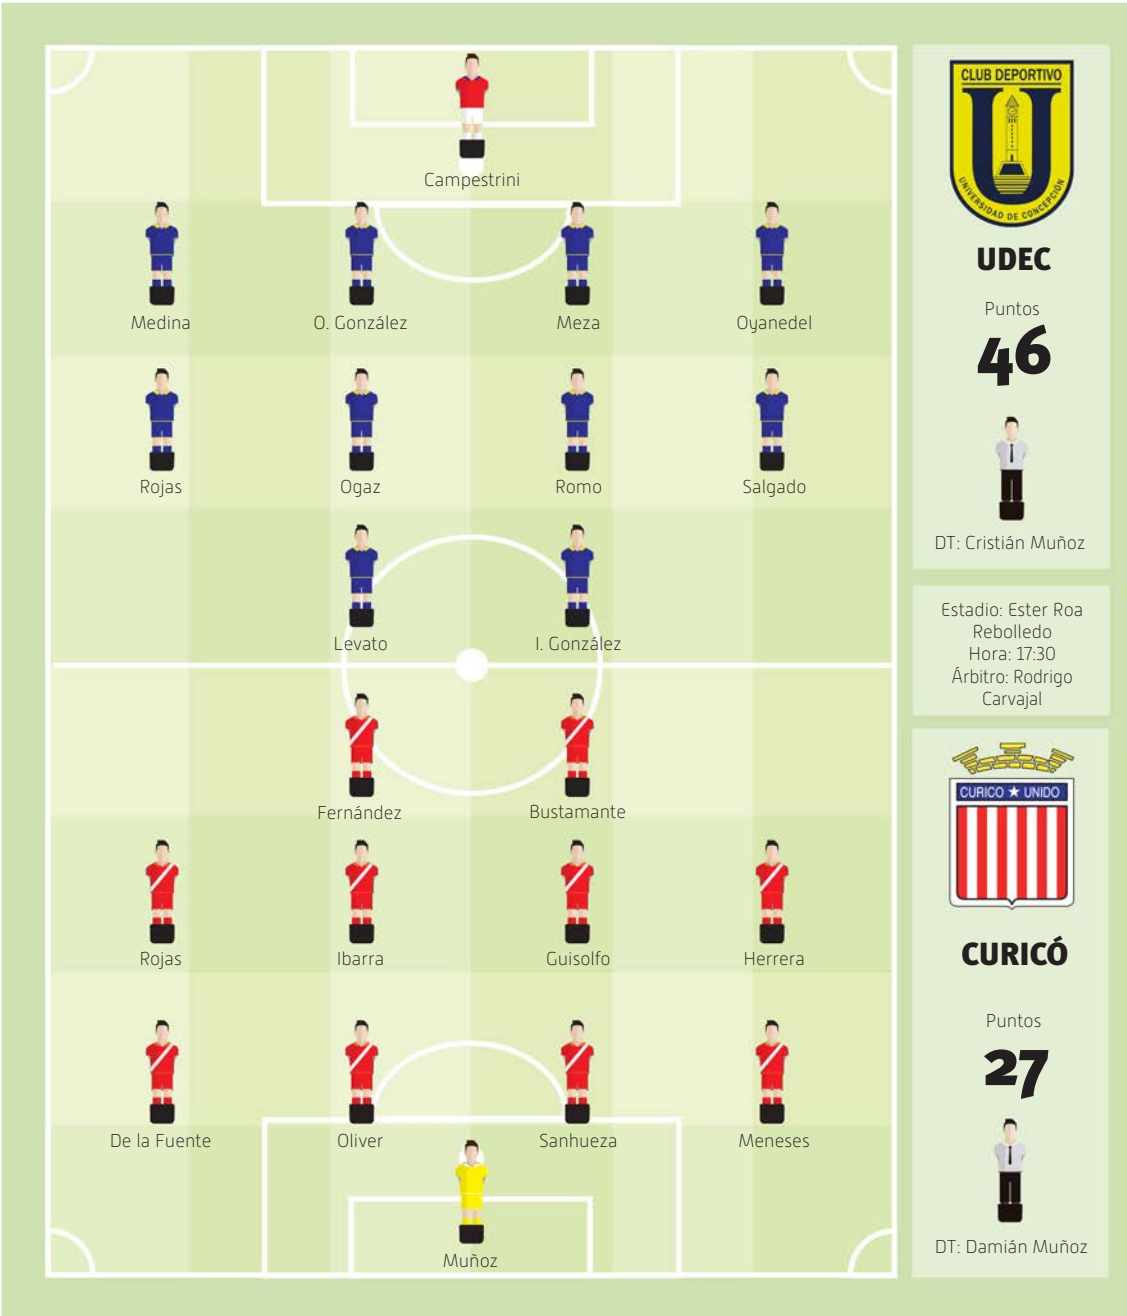 Campestrini
Medina
O. González
Meza
Oyanedel
Rojas
Ogaz
Romo
Salgado
Levato
I. González
Fernández
Bustamante
Rojas
Ibarra
Guisolfo
Herrera
De la Fuente
Oliver
Sanhueza
Meneses
Muñoz
CLUB DEPORTIVO
U
UNIVERSIDAD DE CONCEPCIÓN
UDEC
Puntos
46
DT: Cristián Muñoz
Estadio: Ester Roa
Rebolledo
Hora: 17:30
Árbitro: Rodrigo
Carvajal
CURICO ★ UNIDO
CURICÓ
Puntos
27
DT: Damián Muñoz